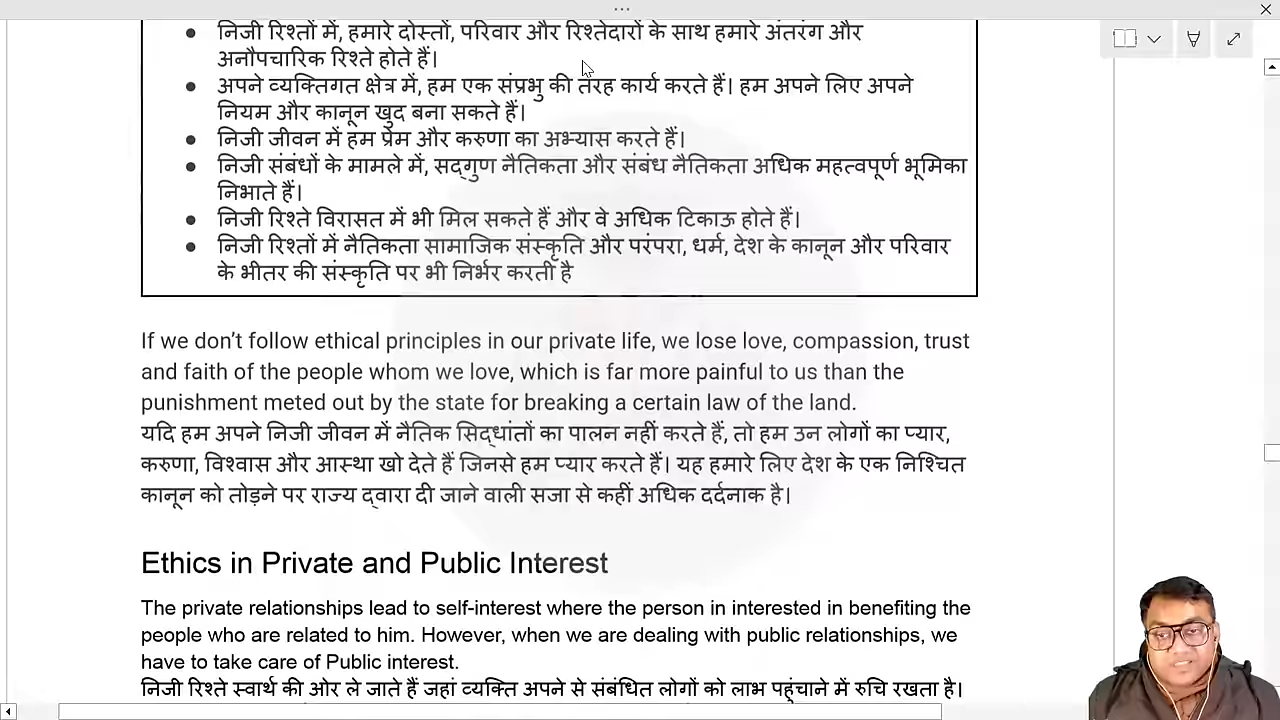 निजी रिश्तों में, हमारे दोस्तों, परिवार और रिश्तेदारों के साथ हमारे अंतरंग और
अनौपचारिक रिश्ते होते हैं।
अपने व्यक्तिगत क्षेत्र में, हम एक संप्रभु की तरह कार्य करते हैं। हम अपने लिए अपने
नियम और कानून खुद बना सकते हैं।
निजी जीवन में हम प्रेम और करुणा का अभ्यास करते हैं।
निजी संबंधों के मामले में, सद्गुण नैतिकता और संबंध नैतिकता अधिक महत्वपूर्ण भूमिका
निभाते हैं।
निजी रिश्ते विरासत में भी मिल सकते हैं और वे अधिक टिकाऊ होते हैं।
निजी रिश्तों में नैतिकता सामाजिक संस्कृति और परंपरा, धर्म, देश के कानून और परिवार
के भीतर की संस्कृति पर भी निर्भर करती है
If we don’t follow ethical principles in our private life, we lose love, compassion, trust
and faith of the people whom we love, which is far more painful to us than the
punishment meted out by the state for breaking a certain law of the land.
यदि हम अपने निजी जीवन में नैतिक सिद्धांतों का पालन नहीं करते हैं, तो हम उन लोगों का प्यार,
करुणा, विश्वास और आस्था खो देते हैं जिनसे हम प्यार करते हैं। यह हमारे लिए देश के एक निश्चित
कानून को तोड़ने पर राज्य द्वारा दी जाने वाली सजा से कहीं अधिक दर्दनाक है।
Ethics in Private and Public Interest
The private relationships lead to self-interest where the person in interested in benefiting the
people who are related to him. However, when we are dealing with public relationships, we
have to take care of Public interest.
निजी रिश्ते स्वार्थ की ओर ले जाते हैं जहां व्यक्ति अपने से संबंधित लोगों को लाभ पहुंचाने में रुचि रखता है।